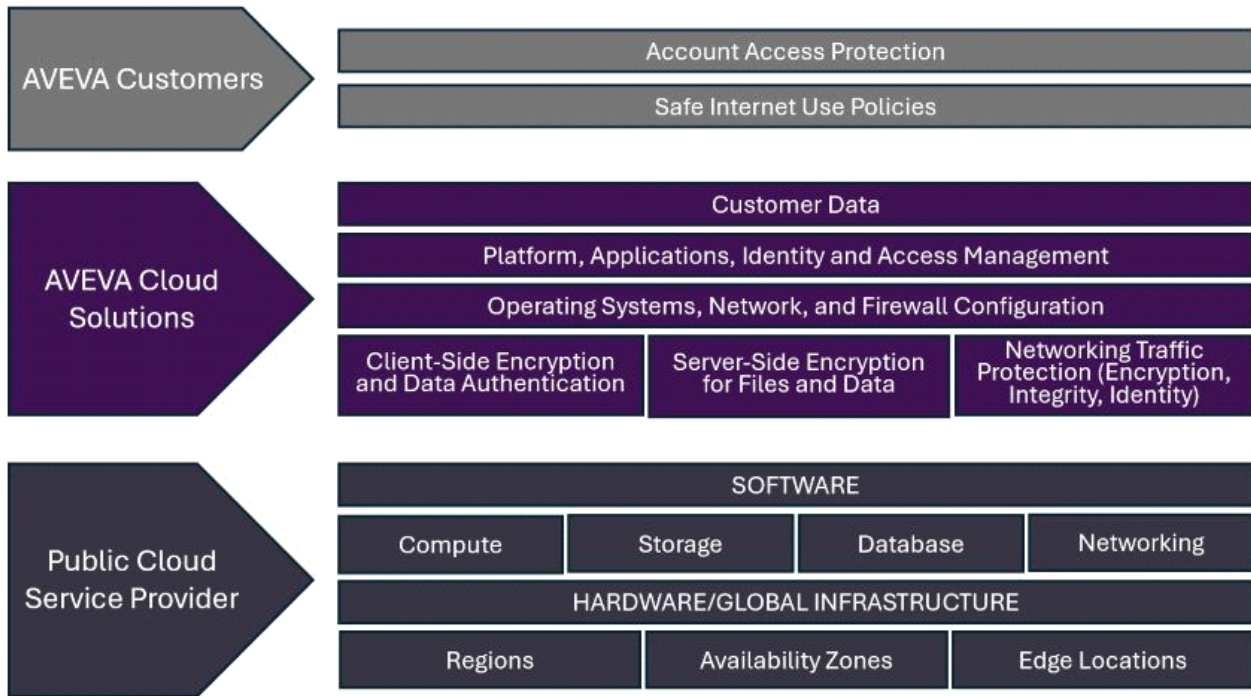 AVEVA Customers
Account Access Protection
Safe Internet Use Policies
AVEVA Cloud
Solutions
Customer Data
Platform, Applications, Identity and Access Management
Operating Systems, Network, and Firewall Configuration
Client-Side Encryption
and Data Authentication
Server-Side Encryption
for Files and Data
Networking Traffic
Protection (Encryption,
Integrity, Identity)
Public Cloud
Service Provider
SOFTWARE
Compute
Storage
Database
Networking
HARDWARE/GLOBAL INFRASTRUCTURE
Regions
Availability Zones
Edge Locations